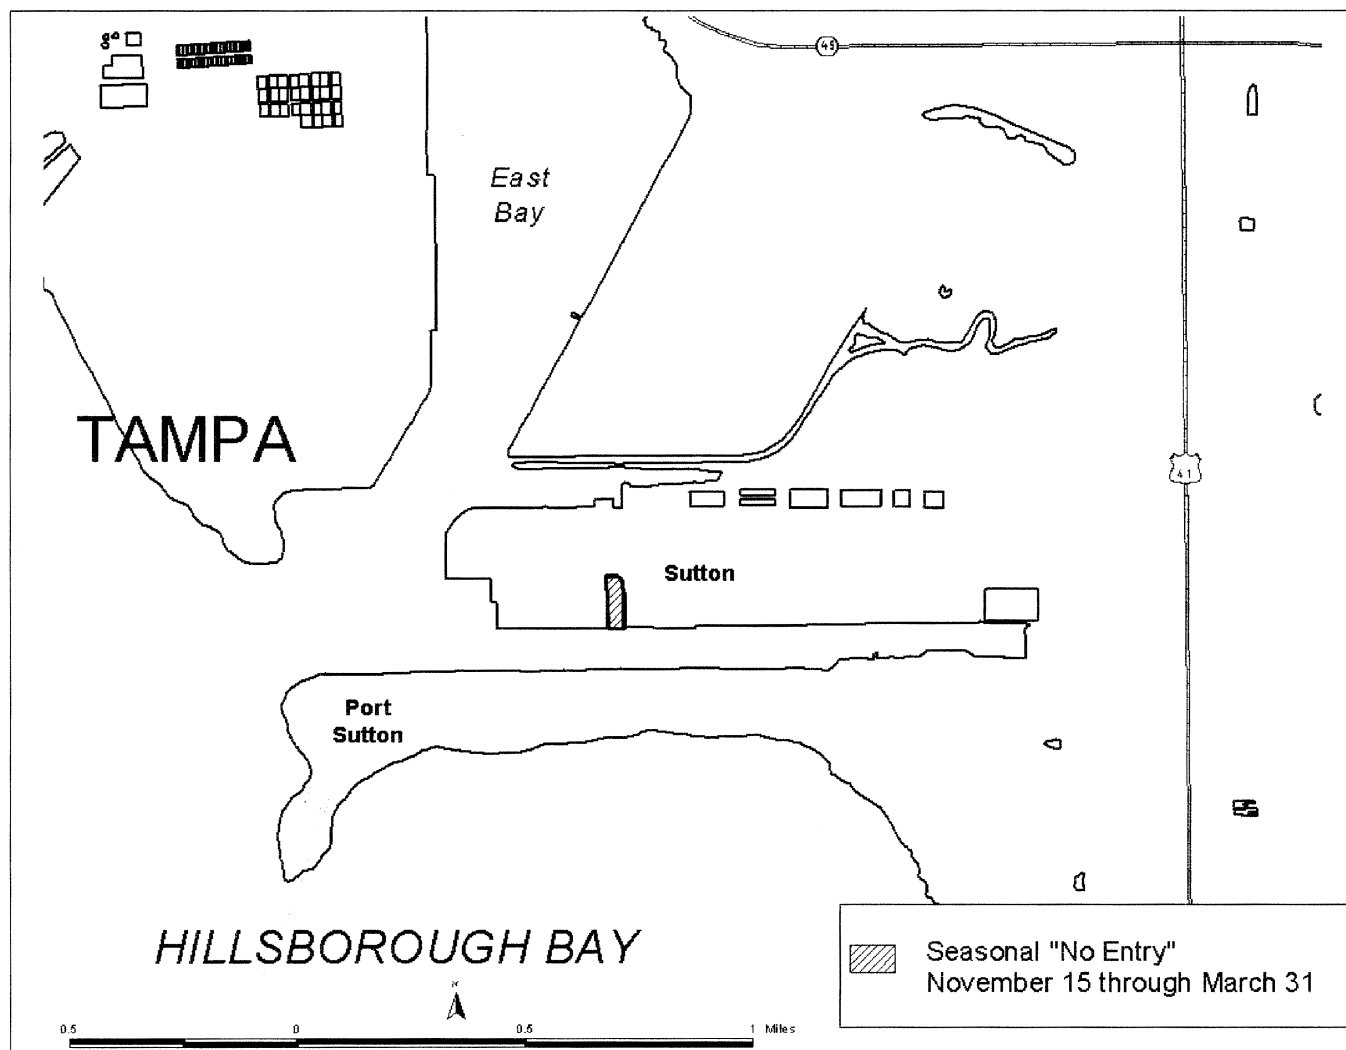 45
East
Bay
TAMPA
41
Sutton
Port
Sutton
HILLSBOROUGH BAY
Seasonal "No Entry"
November 15 through March 31
N
0.5 0 0.5 1 Miles